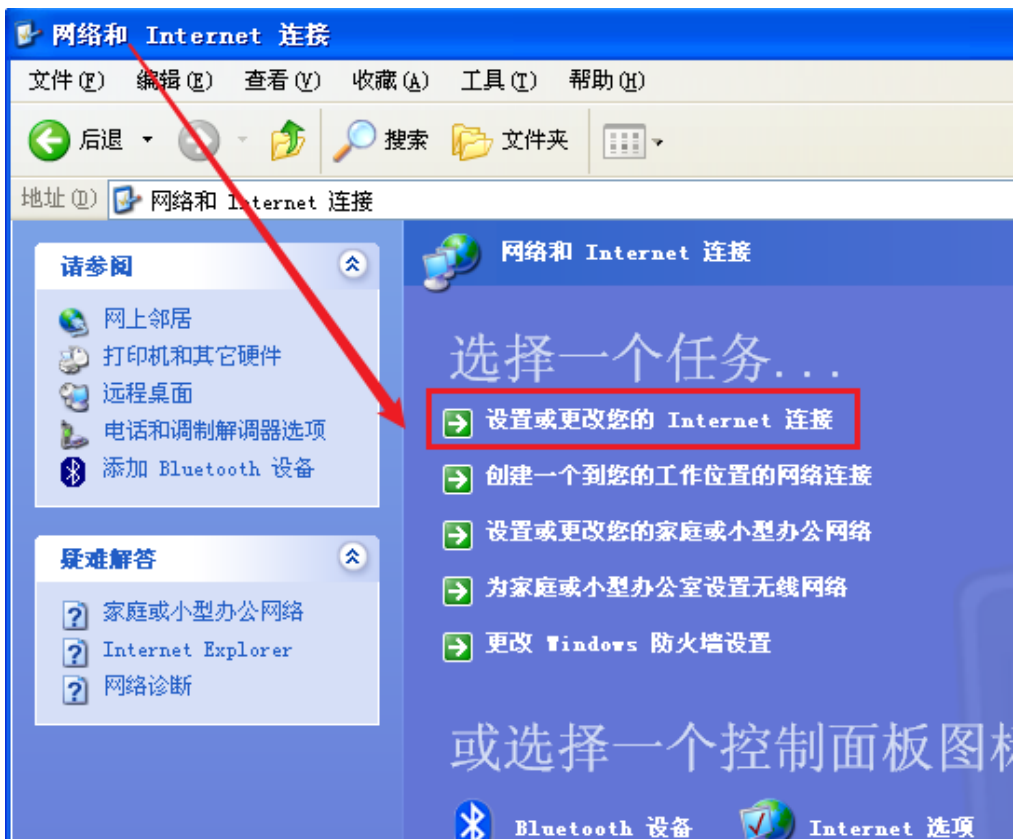 网络和 Internet 连接
文件(F) 编辑(E) 查看(V) 收藏(A) 工具(T) 帮助(H)
后退 搜索 文件夹
地址(D) 网络和 Internet 连接
请参阅
网上邻居
打印机和其它硬件
远程桌面
电话和调制解调器选项
添加 Bluetooth 设备
疑难解答
家庭或小型办公网络
Internet Explorer
网络诊断
网络和 Internet 连接
选择一个任务...
设置或更改您的 Internet 连接
创建一个到您的工作位置的网络连接
设置或更改您的家庭或小型办公网络
为家庭或小型办公室设置无线网络
更改 Windows 防火墙设置
或选择一个控制面板图标
Bluetooth 设备 Internet 选项